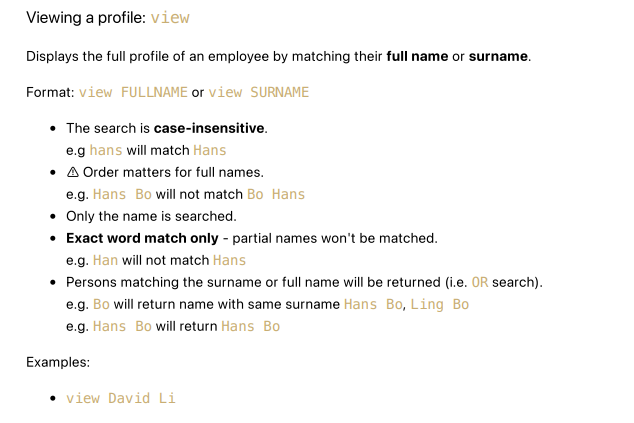 Viewing a profile: view
Displays the full profile of an employee by matching their full name or surname.
Format: view FULLNAME or view SURNAME
• The search is case-insensitive.
e.g hans will match Hans
• ⚠ Order matters for full names.
e.g. Hans Bo will not match Bo Hans
• Only the name is searched.
• Exact word match only - partial names won't be matched.
e.g. Han will not match Hans
• Persons matching the surname or full name will be returned (i.e. OR search).
e.g. Bo will return name with same surname Hans Bo, Ling Bo
e.g. Hans Bo will return Hans Bo
Examples:
• view David Li